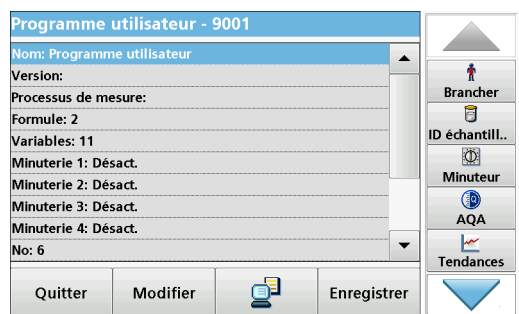 Programme utilisateur - 9001
Nom: Programme utilisateur
Version:
Processus de mesure:
Formule: 2
Variables: 11
Minuterie 1: Désact.
Minuterie 2: Désact.
Minuterie 3: Désact.
Minuterie 4: Désact.
No: 6
Quitter
Modifier
Enregistrer
Brancher
ID échantill..
Minuteur
AQA
Tendances